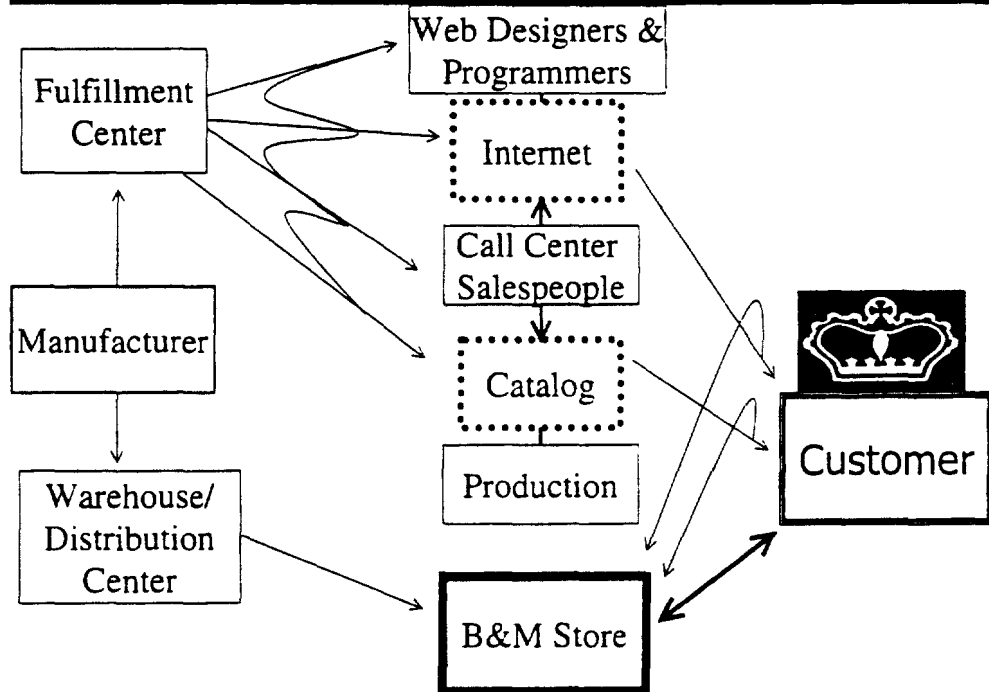 Web Designers &
Programmers
Fulfillment
Center
Internet
Call Center
Salespeople
Manufacturer
Catalog
Customer
Production
Warehouse/
Distribution
Center
B&M Store